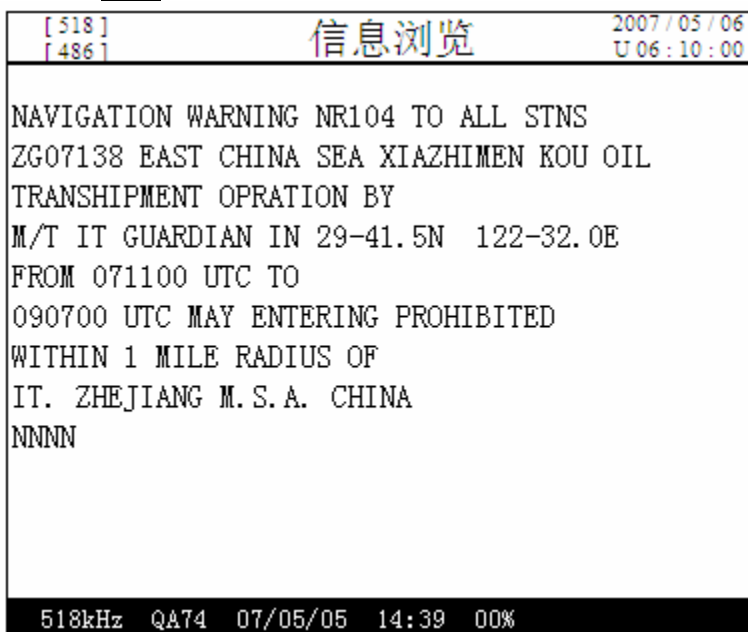 [ 518 ]
[ 486 ]
信息浏览
2007 / 05 / 06
U 06 : 10 : 00
NAVIGATION WARNING NR104 TO ALL STNS
ZG07138 EAST CHINA SEA XIAZHIMEN KOU OIL
TRANSHIPMENT OPRATION BY
M/T IT GUARDIAN IN 29-41.5N 122-32.0E
FROM 071100 UTC TO
090700 UTC MAY ENTERING PROHIBITED
WITHIN 1 MILE RADIUS OF
IT. ZHEJIANG M.S.A. CHINA
NNNN
518kHz QA74 07/05/05 14:39 00%